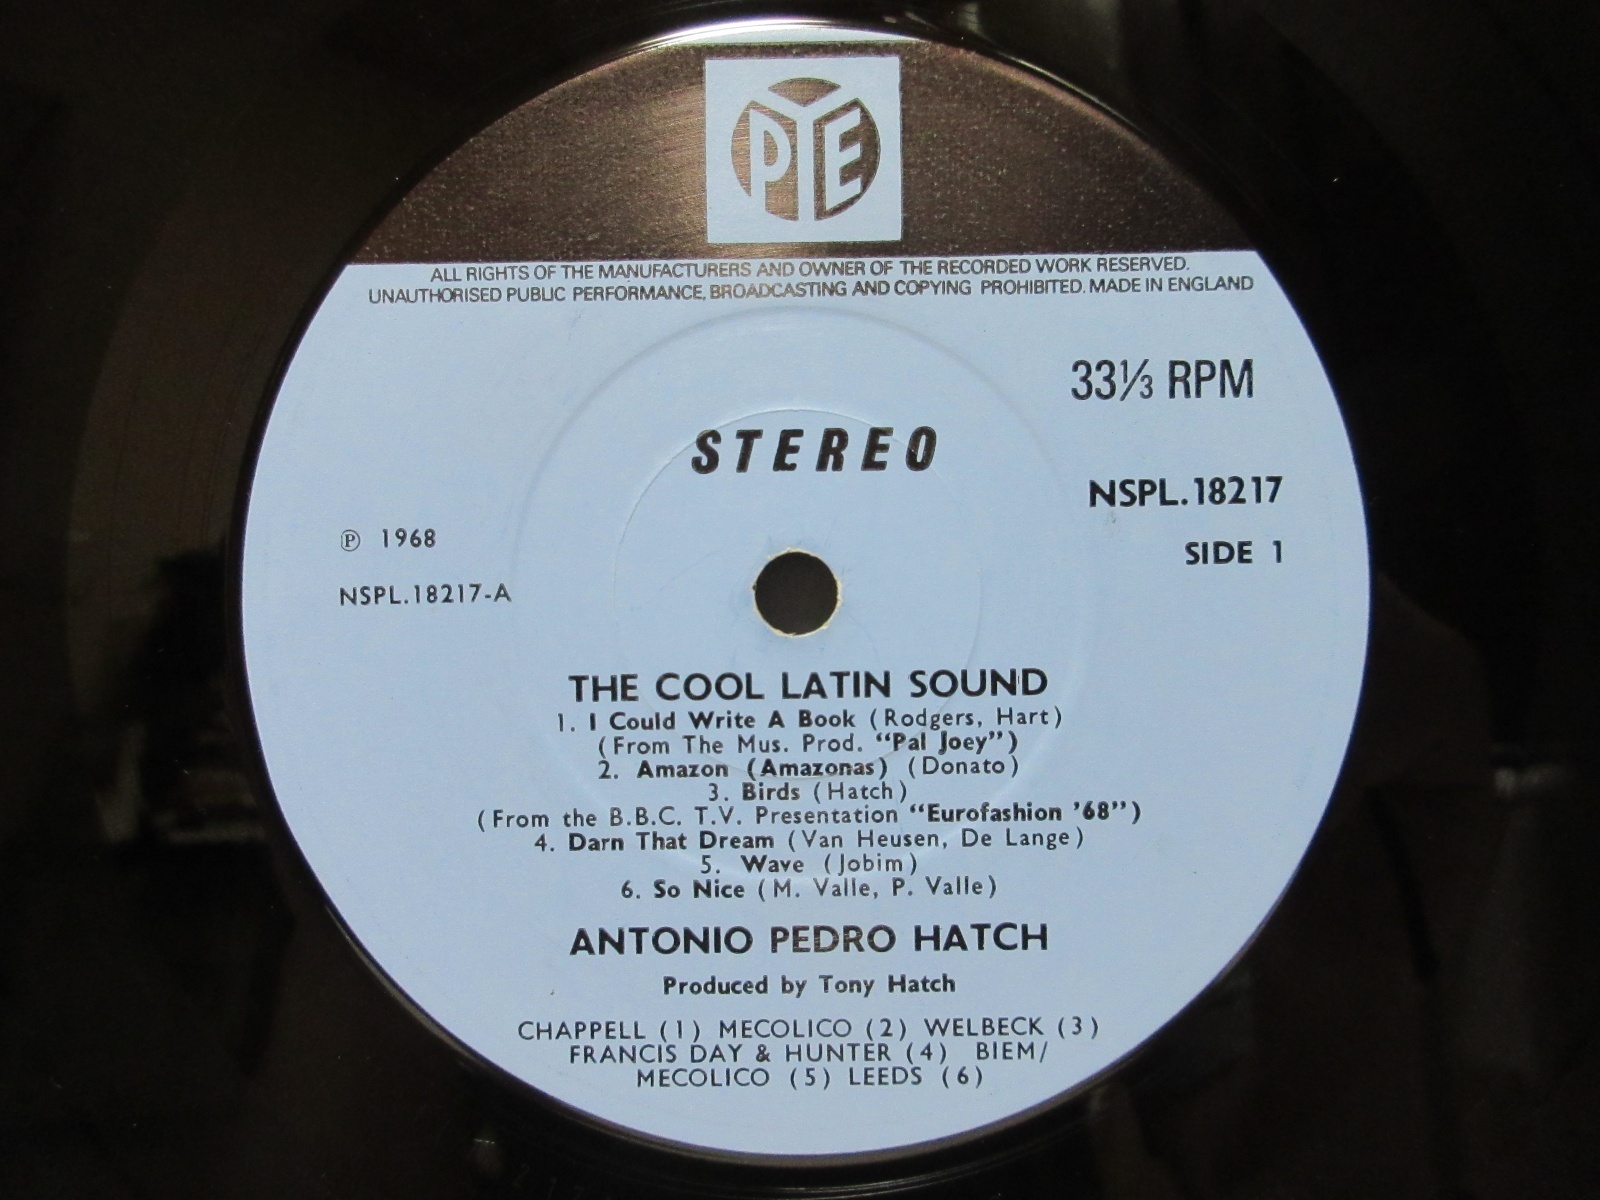 PYE
ALL RIGHTS OF THE MANUFACTURERS AND OWNER OF THE RECORDED WORK RESERVED.
UNAUTHORISED PUBLIC PERFORMANCE, BROADCASTING AND COPYING PROHIBITED. MADE IN ENGLAND
33⅓ RPM
STEREO
NSPL.18217
SIDE 1
℗ 1968
NSPL.18217-A
THE COOL LATIN SOUND
1. I Could Write A Book (Rodgers, Hart)
(From The Mus. Prod. “Pal Joey”)
2. Amazon (Amazonas) (Donato)
3. Birds (Hatch)
(From the B.B.C. T.V. Presentation “Eurofashion ’68”)
4. Darn That Dream (Van Heusen, De Lange)
5. Wave (Jobim)
6. So Nice (M. Valle, P. Valle)
ANTONIO PEDRO HATCH
Produced by Tony Hatch
CHAPPELL (1) MECOLICO (2) WELBECK (3)
FRANCIS DAY & HUNTER (4) BIEM/
MECOLICO (5) LEEDS (6)